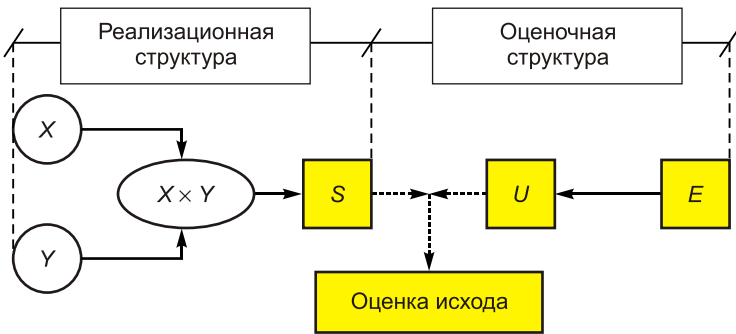 Реализационная
структура
Оценочная
структура
X
X × Y
S
U
E
Y
Оценка исхода